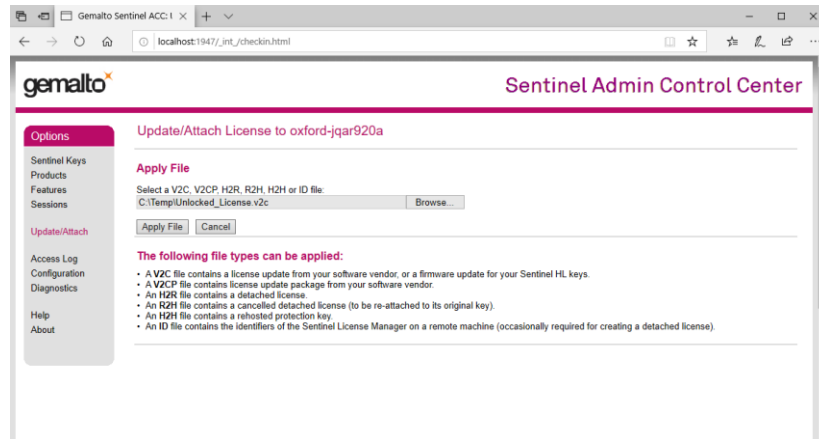 Gemalto Sentinel ACC: U
localhost:1947/_int_/checkin.html
gemalto
Sentinel Admin Control Center
Options
Sentinel Keys
Products
Features
Sessions
Update/Attach
Access Log
Configuration
Diagnostics
Help
About
Update/Attach License to oxford-jqar920a
Apply File
Select a V2C, V2CP, H2R, R2H, H2H or ID file:
C:\Temp\Unlocked_License.v2c Browse...
Apply File Cancel
The following file types can be applied:
• A V2C file contains a license update from your software vendor, or a firmware update for your Sentinel HL keys.
• A V2CP file contains license update package from your software vendor.
• An H2R file contains a detached license.
• An R2H file contains a cancelled detached license (to be re-attached to its original key).
• An H2H file contains a rehosted protection key.
• An ID file contains the identifiers of the Sentinel License Manager on a remote machine (occasionally required for creating a detached license).